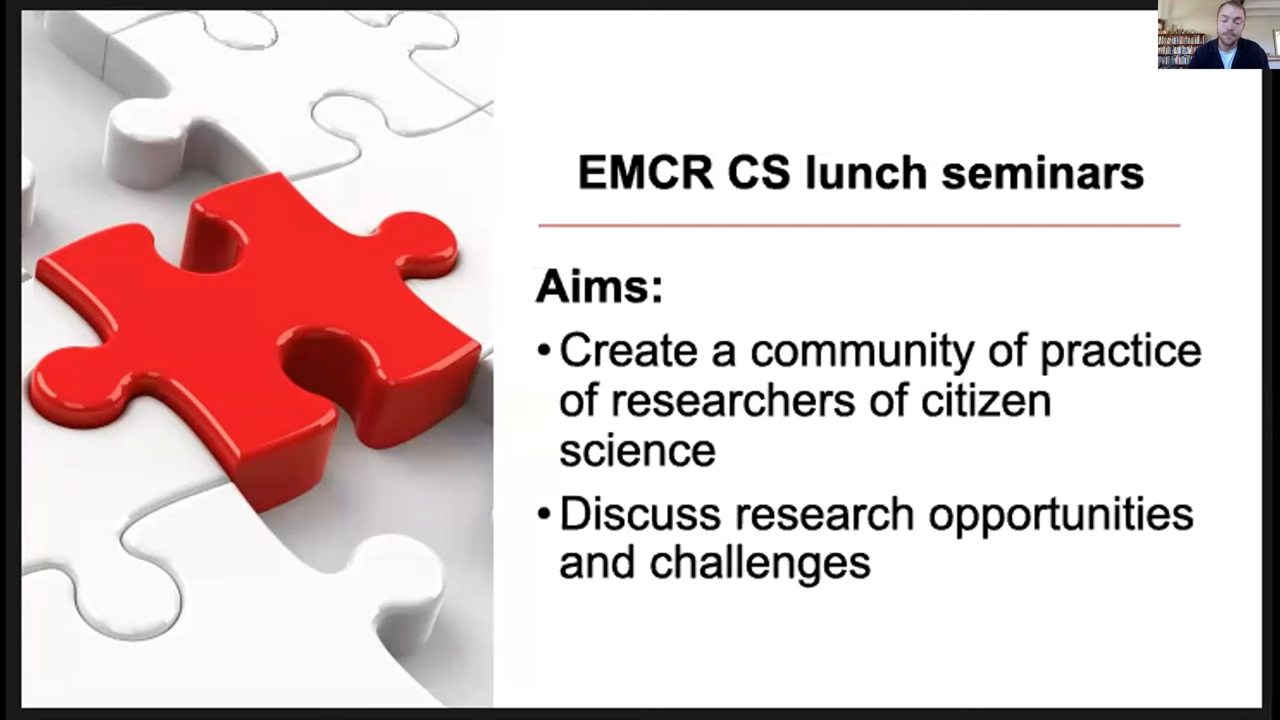 EMCR CS lunch seminars
Aims:
•Create a community of practice
of researchers of citizen
science
•Discuss research opportunities
and challenges